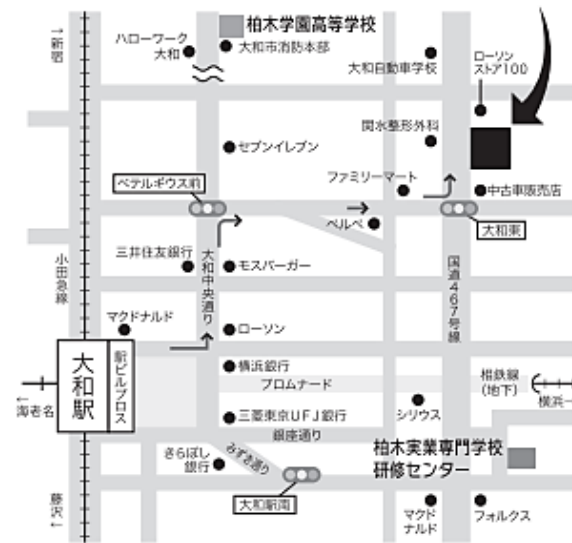 柏木学園高等学校
↑新宿
ハローワーク
大和
大和市消防本部
大和自動車学校
ローソン
ストア100
関水整形外科
セブンイレブン
ファミリーマート
中古車販売店
ベテルギウス前
ベルベ
大和東
小田急線
三井住友銀行
大和中央通り
モスバーガー
国道467号線
マクドナルド
ローソン
大和駅
駅ビルプロス
横浜銀行
プロムナード
相鉄線
(地下)
横浜→
←海老名
三菱東京UFJ銀行
シリウス
銀座通り
きらぼし
銀行
みずき通り
柏木実業専門学校
研修センター
大和駅南
藤沢↓
マクド
ナルド
フォルクス